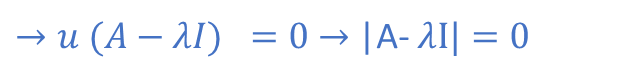 → u (A − λI) = 0 → |A- λI| = 0